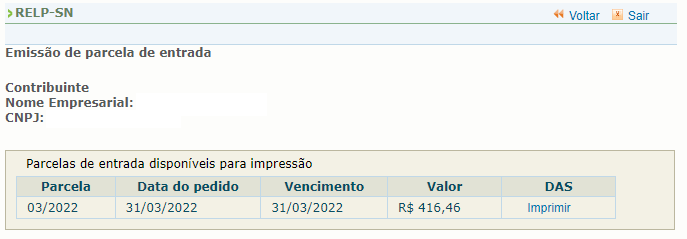 RELP-SN
Voltar Sair
Emissão de parcela de entrada
Contribuinte
Nome Empresarial:
CNPJ:
Parcelas de entrada disponíveis para impressão
Parcela Data do pedido Vencimento Valor DAS
03/2022 31/03/2022 31/03/2022 R$ 416,46 Imprimir